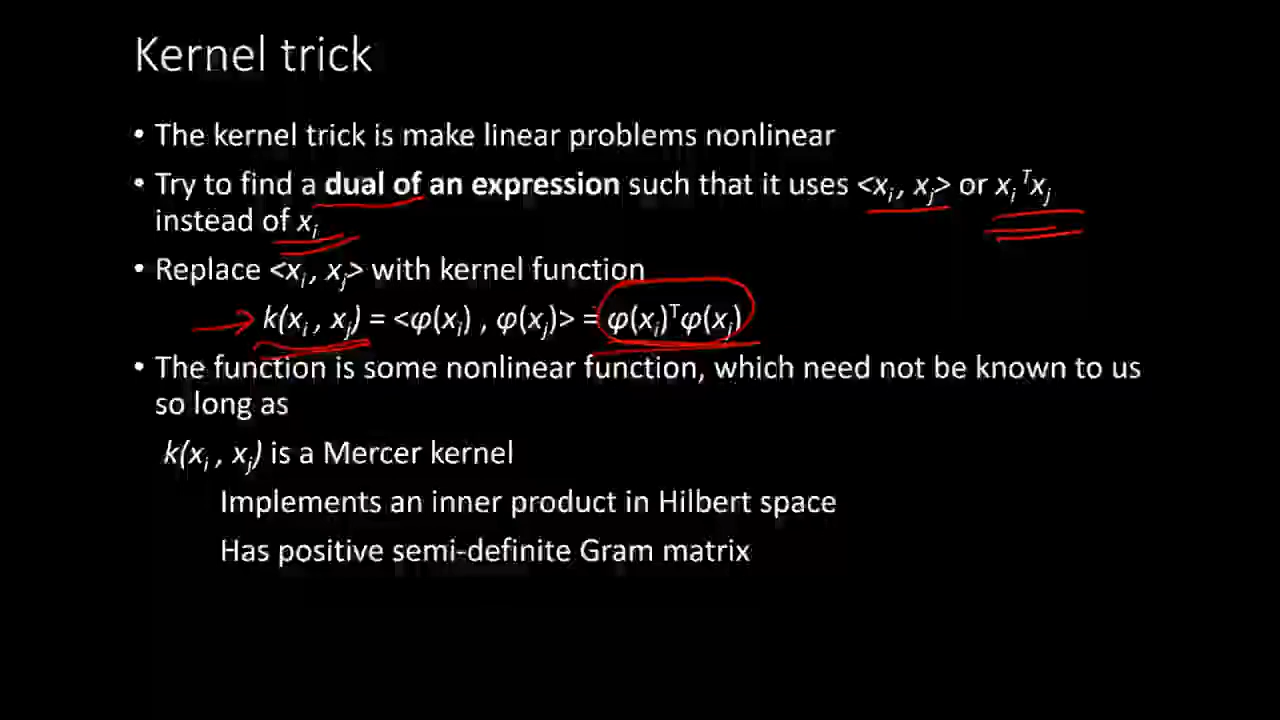 Kernel trick
• The kernel trick is make linear problems nonlinear
• Try to find a dual of an expression such that it uses <xᵢ, xⱼ> or xᵢᵀxⱼ
instead of xᵢ
• Replace <xᵢ, xⱼ> with kernel function
k(xᵢ, xⱼ) = <φ(xᵢ) , φ(xⱼ)> = φ(xᵢ)ᵀφ(xⱼ)
• The function is some nonlinear function, which need not be known to us
so long as
k(xᵢ, xⱼ) is a Mercer kernel
Implements an inner product in Hilbert space
Has positive semi-definite Gram matrix